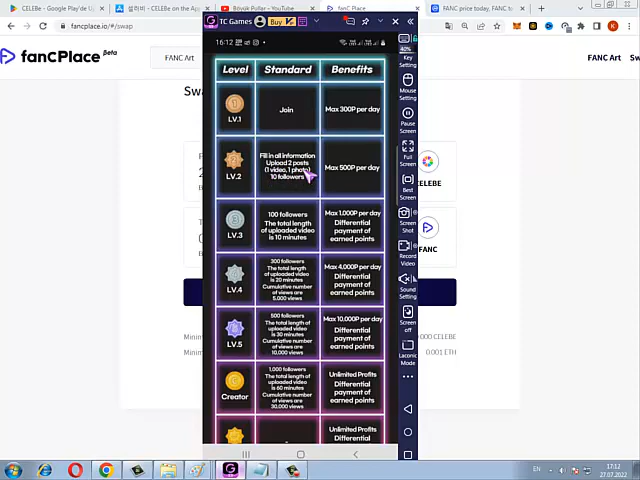 CELEBe - Google Play'de Uy
설러비 - CELEBe on the Ap
Böyük Pollar - YouTube
FANC price today, FANC to
fancplace.io/#/swap
TC Games
Buy
fanCPlace Beta
FANC Art
FANC Ar
Son
16:12
40%
Key Setting
Mouse Setting
Pause Screen
Full Screen
Best Screen
Screen Shot
Record Video
Sound Setting
Screen off
Laconic Mode
Level Standard Benefits
LV.1
Join
Max 300P per day
LV.2
Fill in all information
Upload 2 posts
(1 video, 1 photo)
10 followers
Max 500P per day
LV.3
100 followers
The total length
of uploaded video
is 10 minutes
Max 1,000P per day
Differential
payment of
earned points
LV.4
300 followers
The total length
of uploaded video
is 20 minutes
Cumulative
number of
views are
5,000 views
Max 4,000P per day
Differential
payment of
earned points
LV.5
500 followers
The total length of
uploaded video
is 30 minutes
Cumulative
number of
views are
10,000 views
Max 10,000P per day
Differential
payment of
earned points
Creator
1,000 followers
The total length of
uploaded video
is 60 minutes
Cumulative
number of views are
30,000 views
Unlimited Profits
Differential
payment of
earned points
Unlimited Profits
Differential
Swa
ELEBE
FANC
Minim
Minim
000 CELEBE
0.001 ETH
EN
17:12
27.07.2022